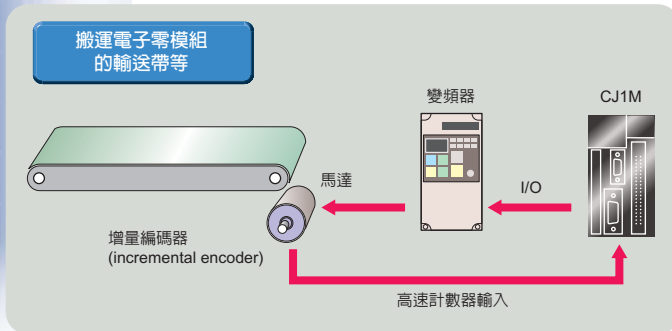 搬運電子零模組
的輸送帶等
變頻器
CJ1M
馬達
I/O
增量編碼器
(incremental encoder)
高速計數器輸入